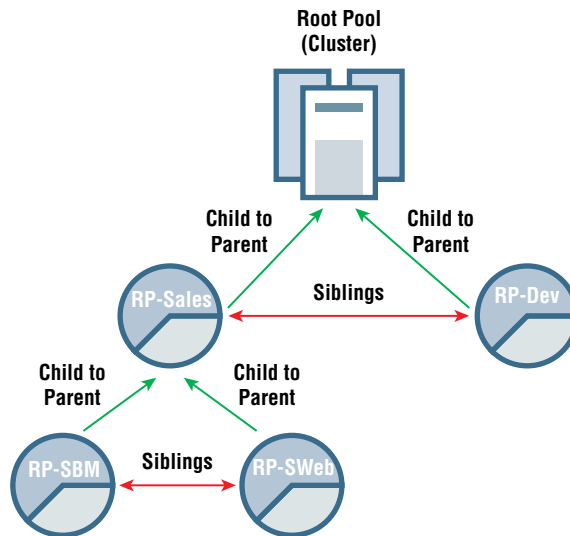 Root Pool
(Cluster)
Child to
Parent
Child to
Parent
RP-Sales
Siblings
RP-Dev
Child to
Parent
Child to
Parent
RP-SBM
Siblings
RP-SWeb